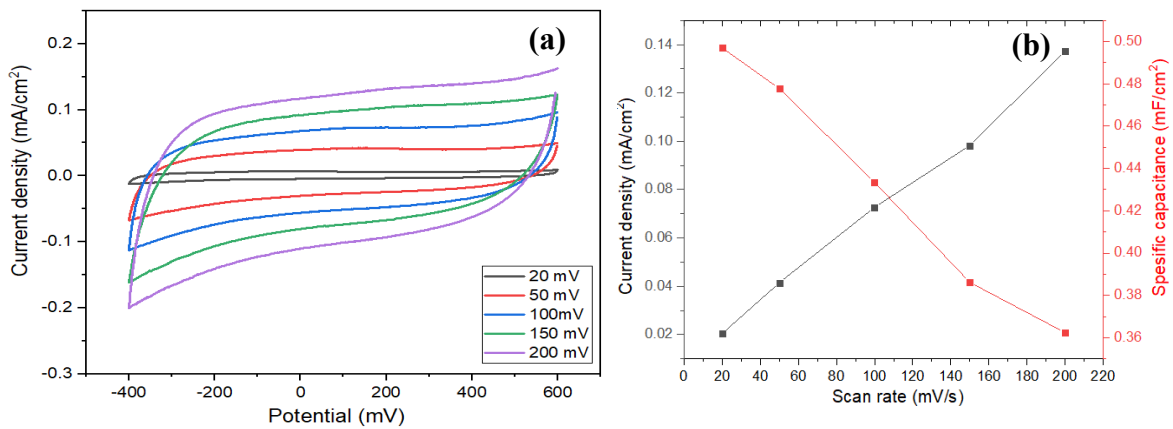 (a)
0.2
0.1
0.0
-0.1
-0.2
-0.3
Current density (mA/cm²)
-400 -200 0 200 400 600
Potential (mV)
20 mV
50 mV
100mV
150 mV
200 mV
(b)
0.14
0.12
0.10
0.08
0.06
0.04
0.02
Current density (mA/cm²)
0.50
0.48
0.46
0.44
0.42
0.40
0.38
0.36
Spesific capacitance (mF/cm²)
0 20 40 60 80 100 120 140 160 180 200 220
Scan rate (mV/s)